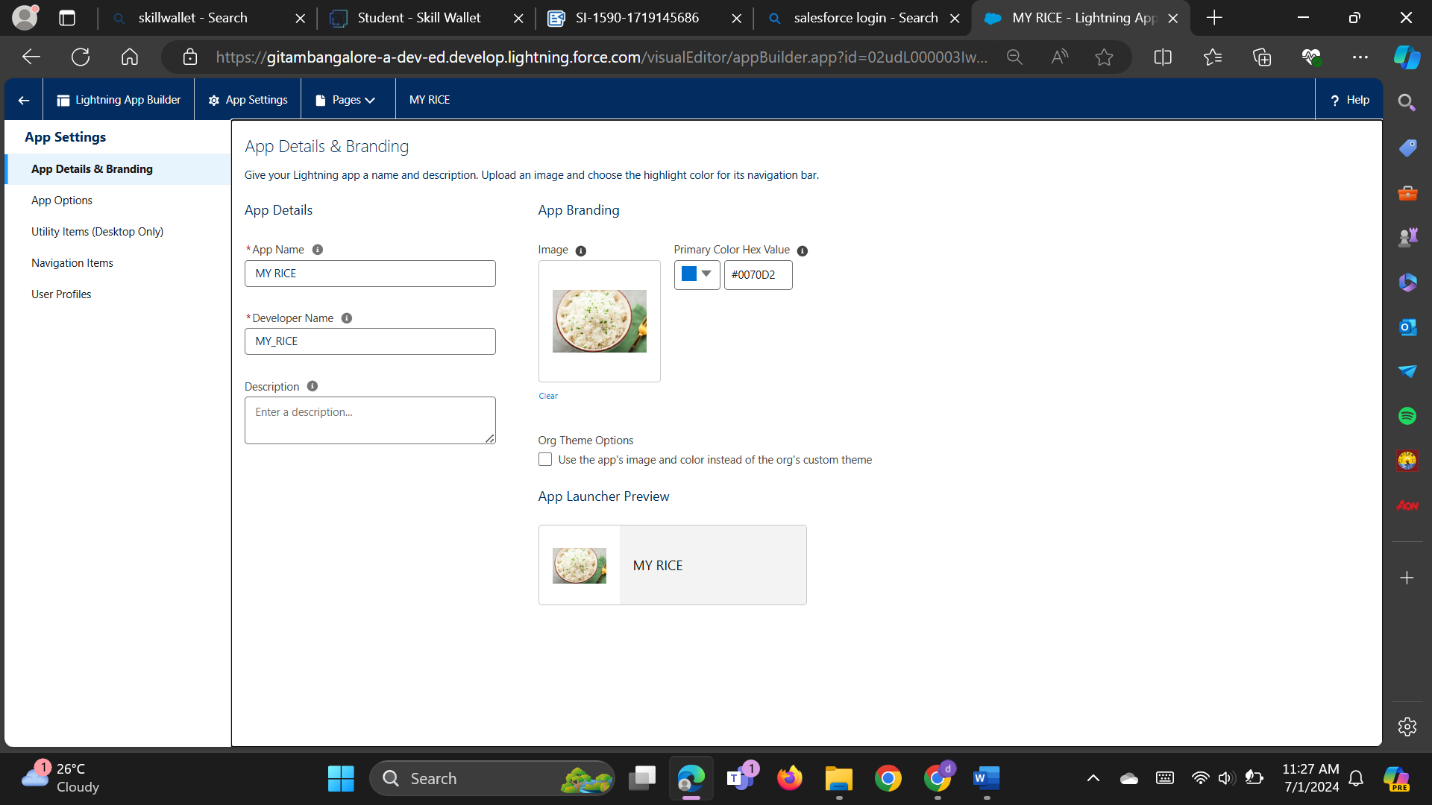 skillwallet - Search
Student - Skill Wallet
SI-1590-1719145686
salesforce login - Search
MY RICE - Lightning App
https://gitambangalore-a-dev-ed.develop.lightning.force.com/visualEditor/appBuilder.app?id=02udL000003Iw...
Lightning App Builder
App Settings
Pages
MY RICE
? Help
App Settings
App Details & Branding
App Options
Utility Items (Desktop Only)
Navigation Items
User Profiles
App Details & Branding
Give your Lightning app a name and description. Upload an image and choose the highlight color for its navigation bar.
App Details
*App Name
MY RICE
*Developer Name
MY_RICE
Description
Enter a description...
App Branding
Image
Primary Color Hex Value
#0070D2
Clear
Org Theme Options
Use the app's image and color instead of the org's custom theme
App Launcher Preview
MY RICE
Aon
1
26°C
Cloudy
Search
1
d
11:27 AM
7/1/2024
PRE